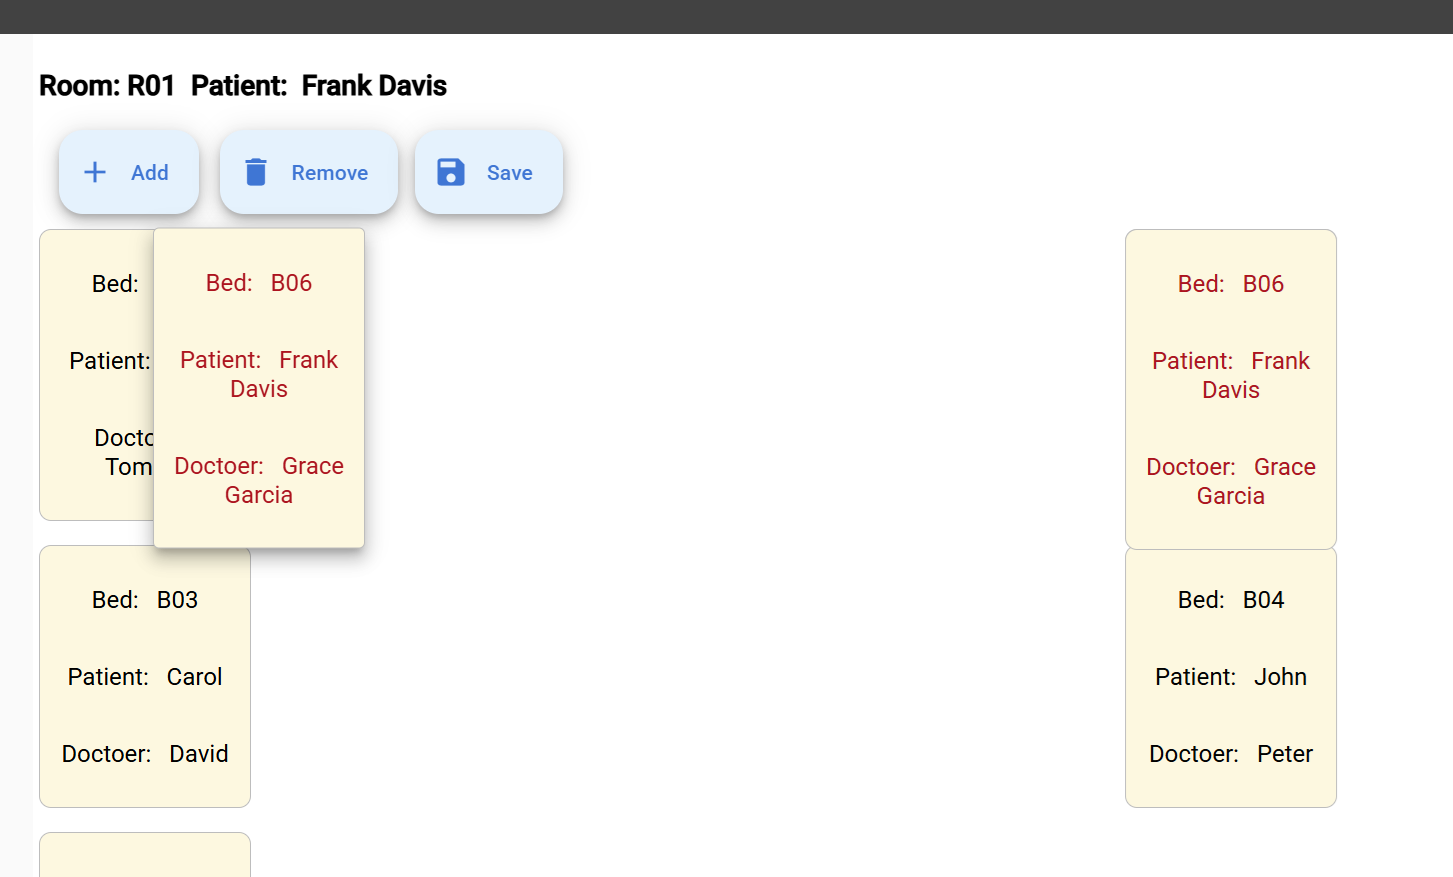 Room: R01 Patient: Frank Davis
Add
Remove
Save
Bed:
Patient:
Tom
Bed: B06
Patient: Frank
Davis
Doctoer: Grace
Garcia
Bed: B06
Patient: Frank
Davis
Doctoer: Grace
Garcia
Bed: B03
Patient: Carol
Doctoer: David
Bed: B04
Patient: John
Doctoer: Peter